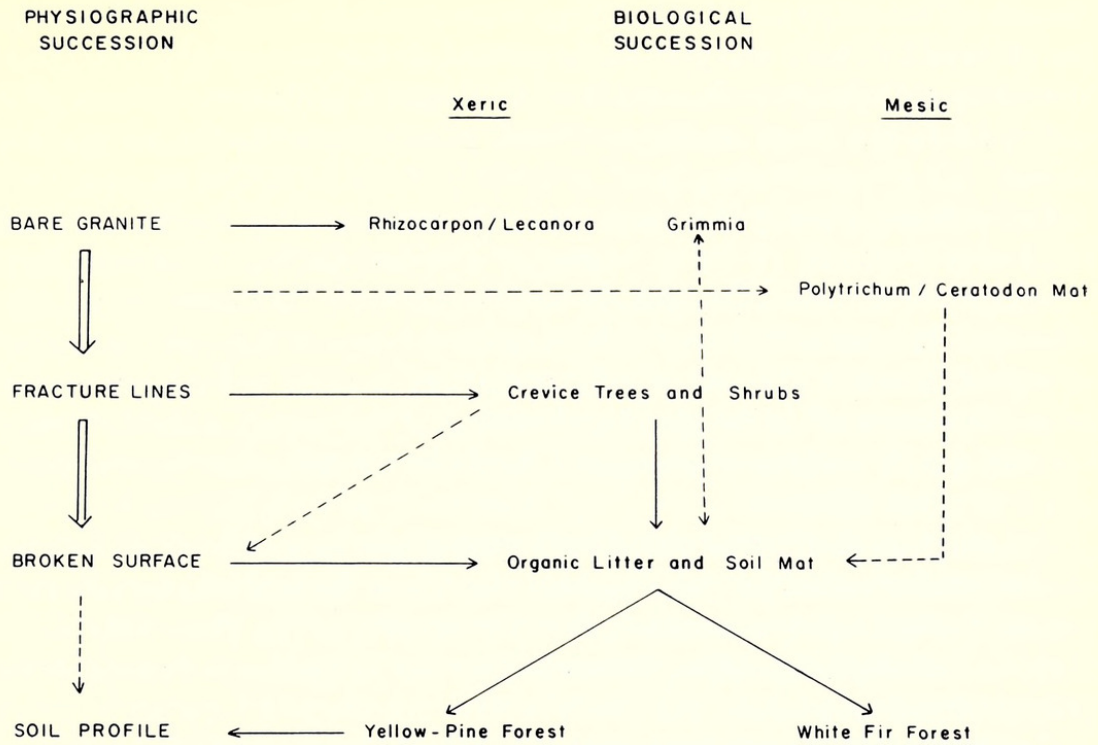 PHYSIOGRAPHIC
SUCCESSION
BIOLOGICAL
SUCCESSION
Xeric
Mesic
BARE GRANITE
Rhizocarpon / Lecanora
Grimmia
Polytrichum / Ceratodon Mat
FRACTURE LINES
Crevice Trees and Shrubs
BROKEN SURFACE
Organic Litter and Soil Mat
SOIL PROFILE
Yellow-Pine Forest
White Fir Forest